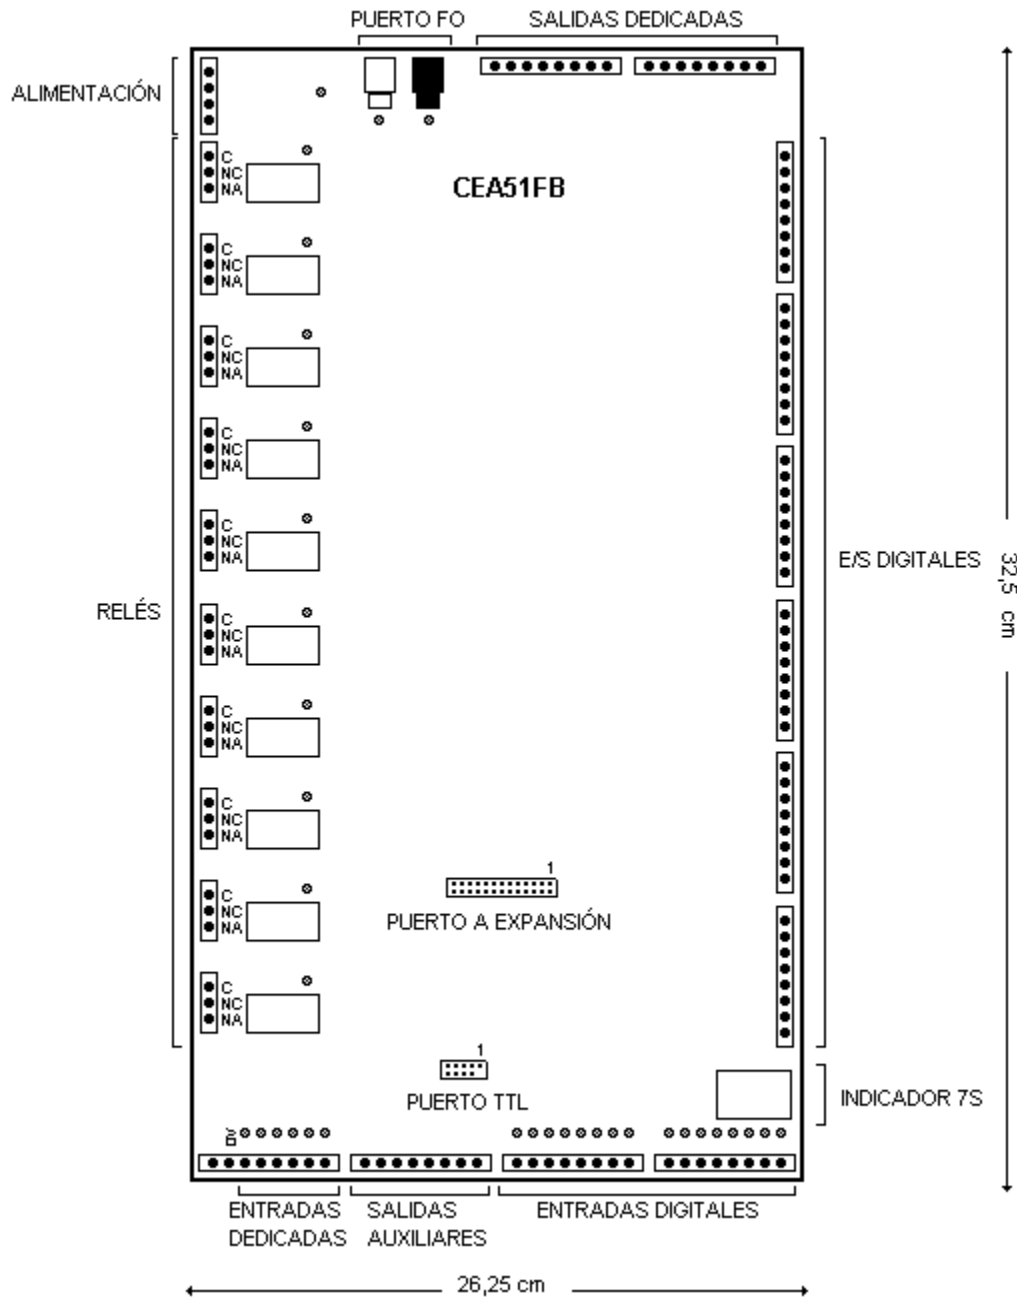 PUERTO FO
SALIDAS DEDICADAS
ALIMENTACIÓN
CEA51FB
C
NC
NA
C
NC
NA
C
NC
NA
C
NC
NA
C
NC
NA
RELÉS
E/S DIGITALES
32,5 cm
C
NC
NA
C
NC
NA
C
NC
NA
C
NC
NA
C
NC
NA
1
PUERTO A EXPANSIÓN
1
PUERTO TTL
INDICADOR 7S
ENTRADAS
DEDICADAS
SALIDAS
AUXILIARES
ENTRADAS DIGITALES
26,25 cm